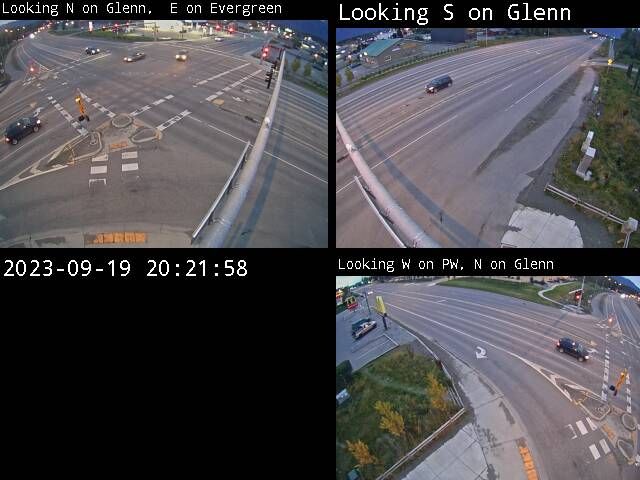 Looking N on Glenn,  E on Evergreen
Looking S on Glenn
2023-09-19 20:21:58
Looking W on PW, N on Glenn